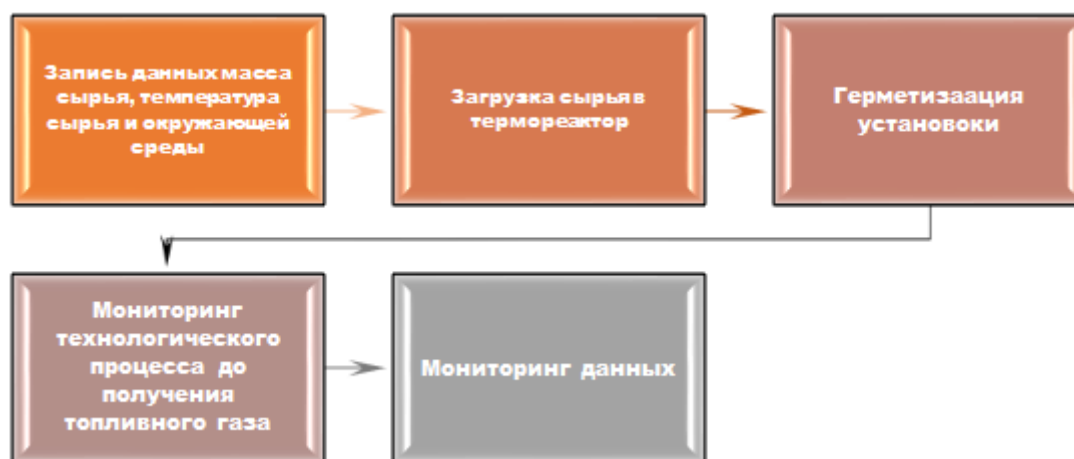 Запись данных масса
сырья, температура
сырья и окружающей
среды
Загрузка сырья в
термореактор
Герметизаация
установоки
Мониторинг
технологического
процесса до
получения
топливного газа
Мониторинг данных